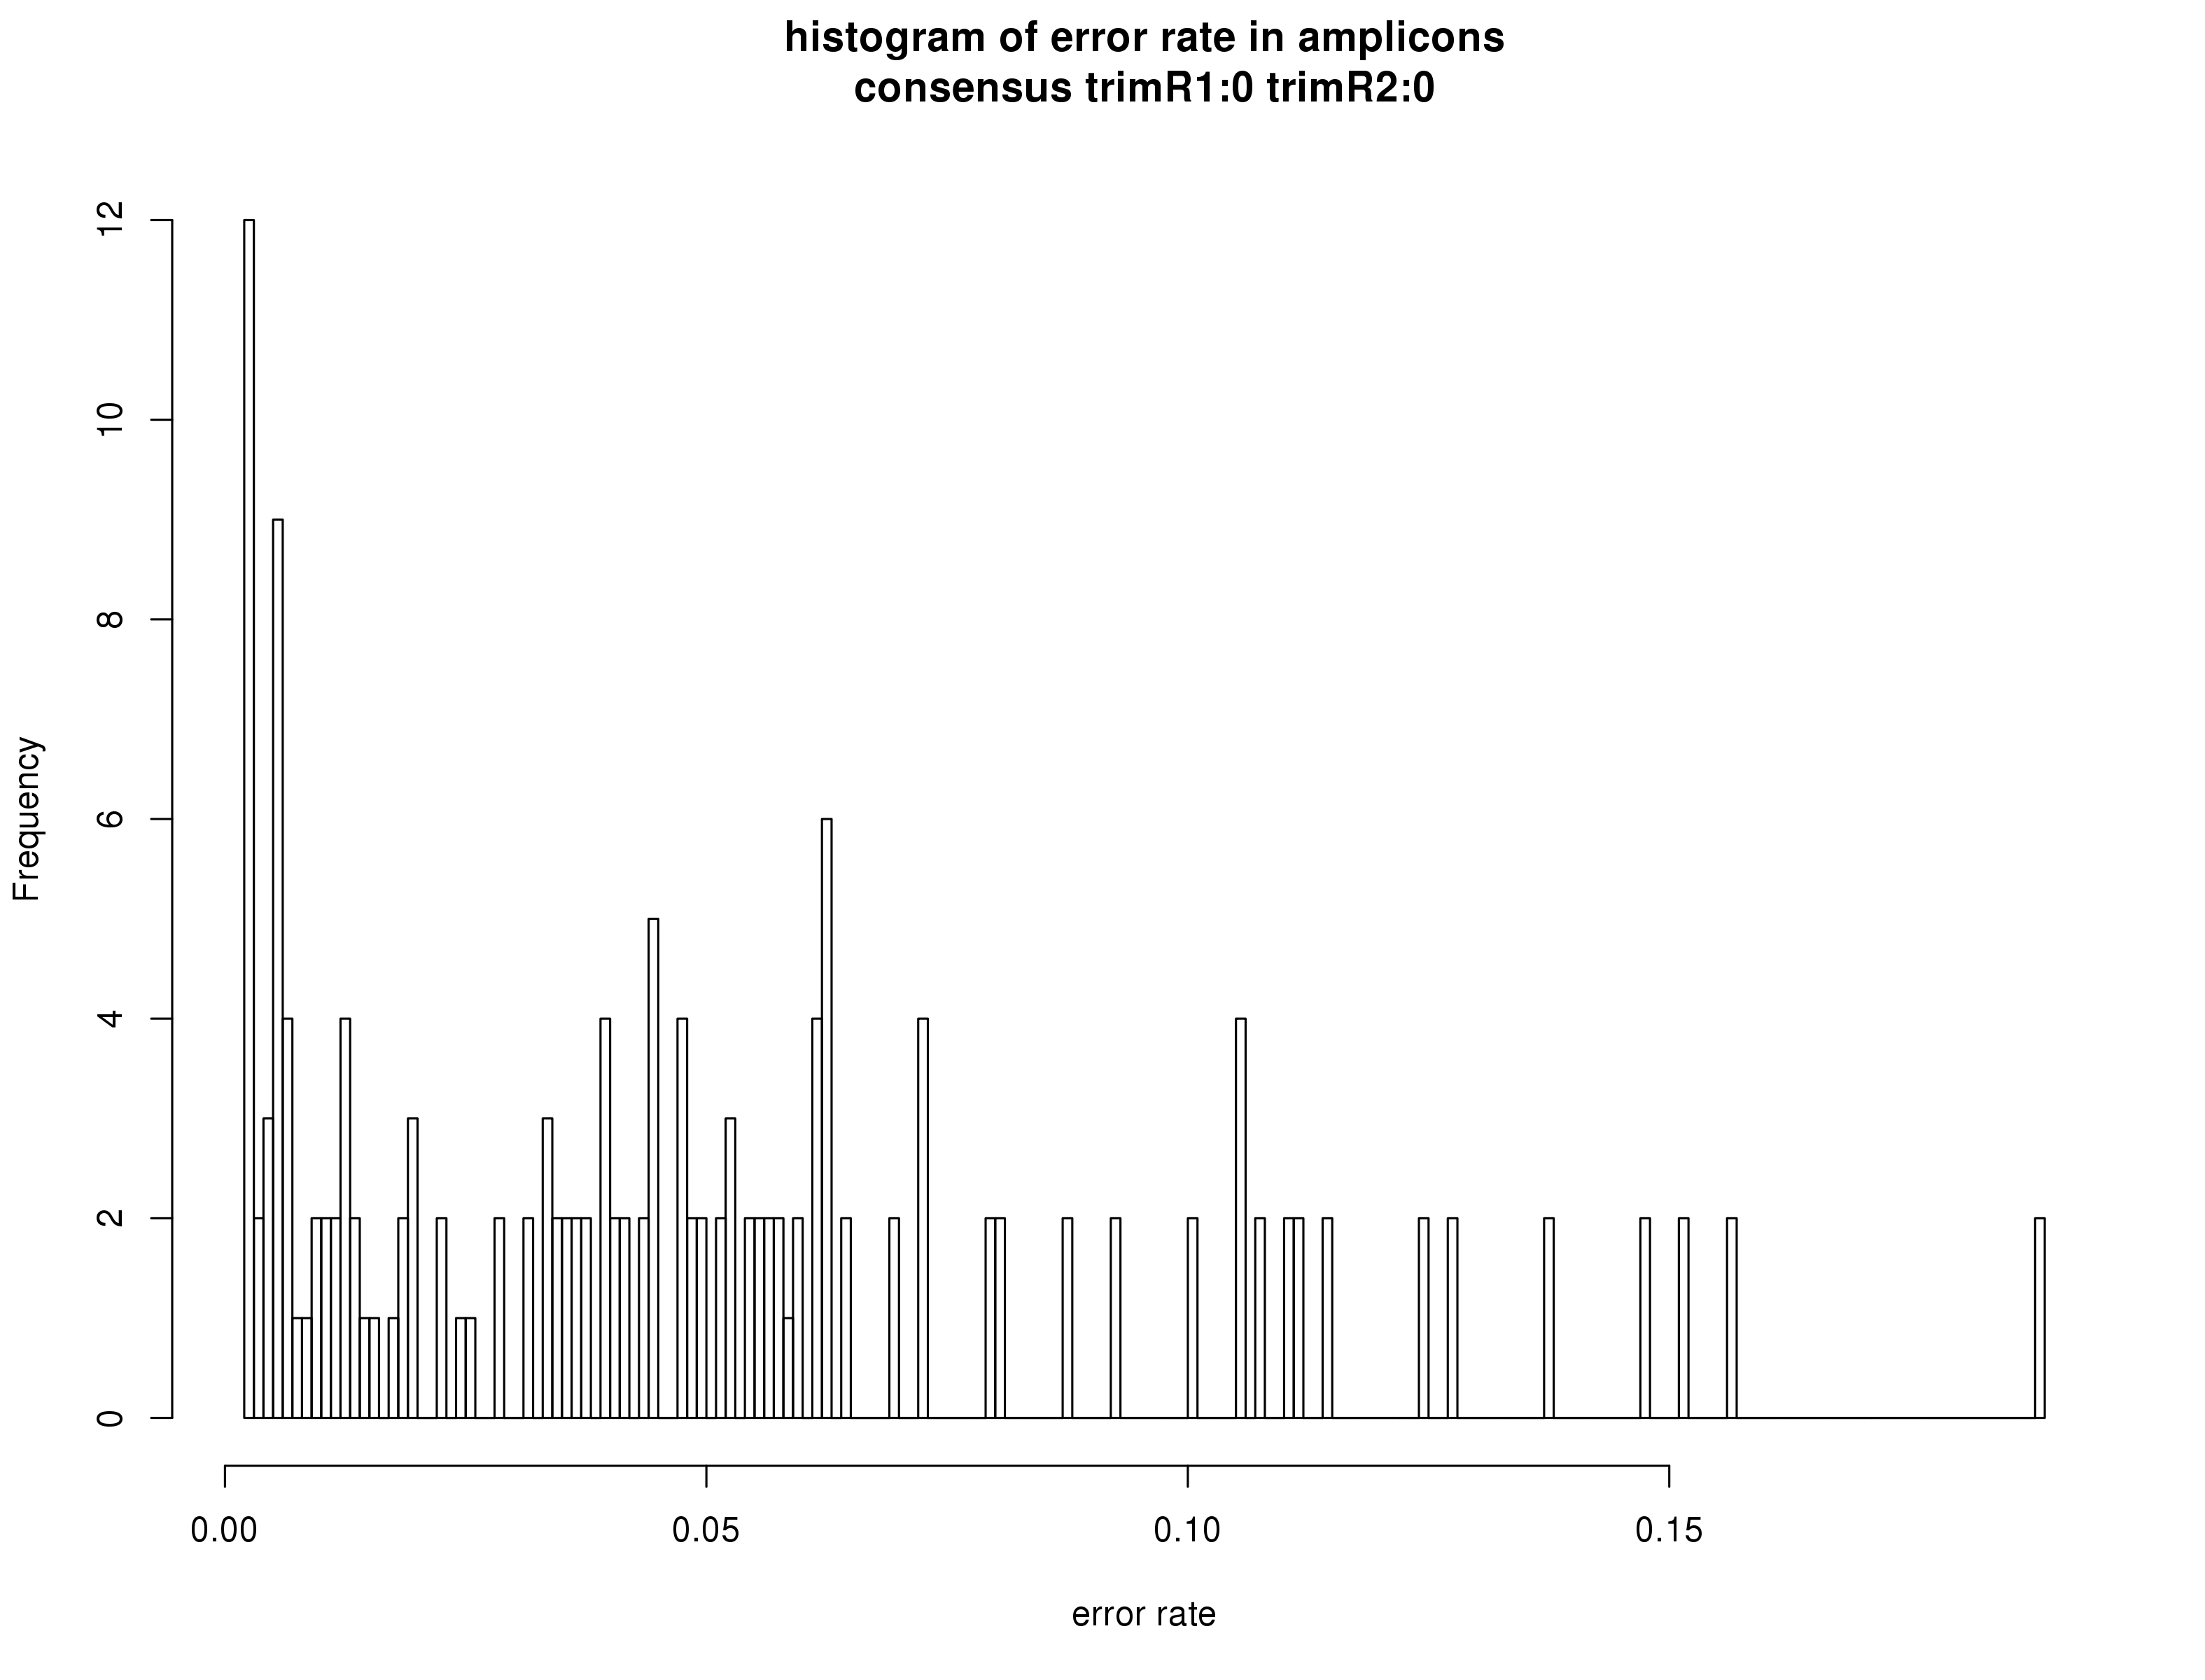 histogram of error rate in amplicons
consensus trimR1:0 trimR2:0
12
10
8
6
4
2
0
Frequency
0.00 0.05 0.10 0.15
error rate